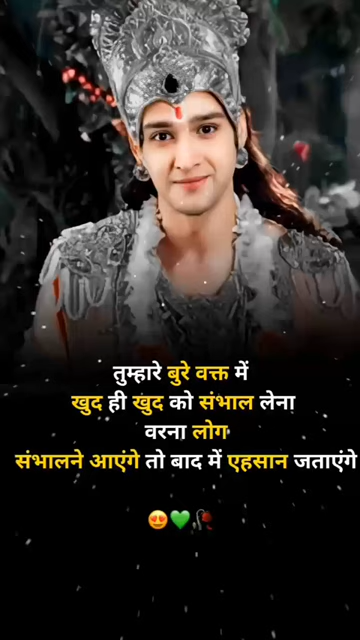 तुम्हारे बुरे वक्त में
खुद ही खुद को संभाल लेना
वरना लोग
संभालने आएंगे तो बाद में एहसान जताएंगे
😍💚🥀